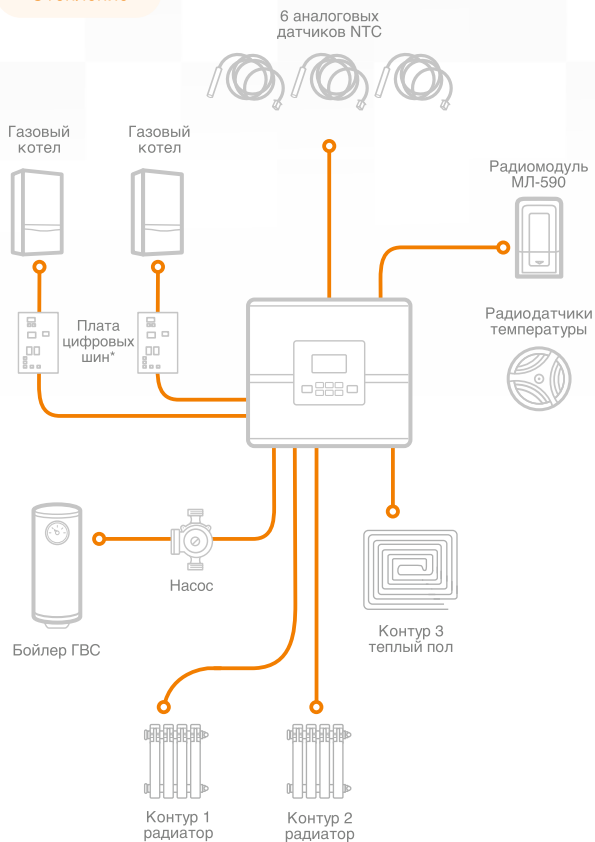 6 аналоговых
датчиков NTC
Газовый
котел
Газовый
котел
Радиомодуль
МЛ-590
Плата
цифровых
шин*
Радиодатчики
температуры
Насос
Бойлер ГВС
Контур 3
теплый пол
Контур 1
радиатор
Контур 2
радиатор